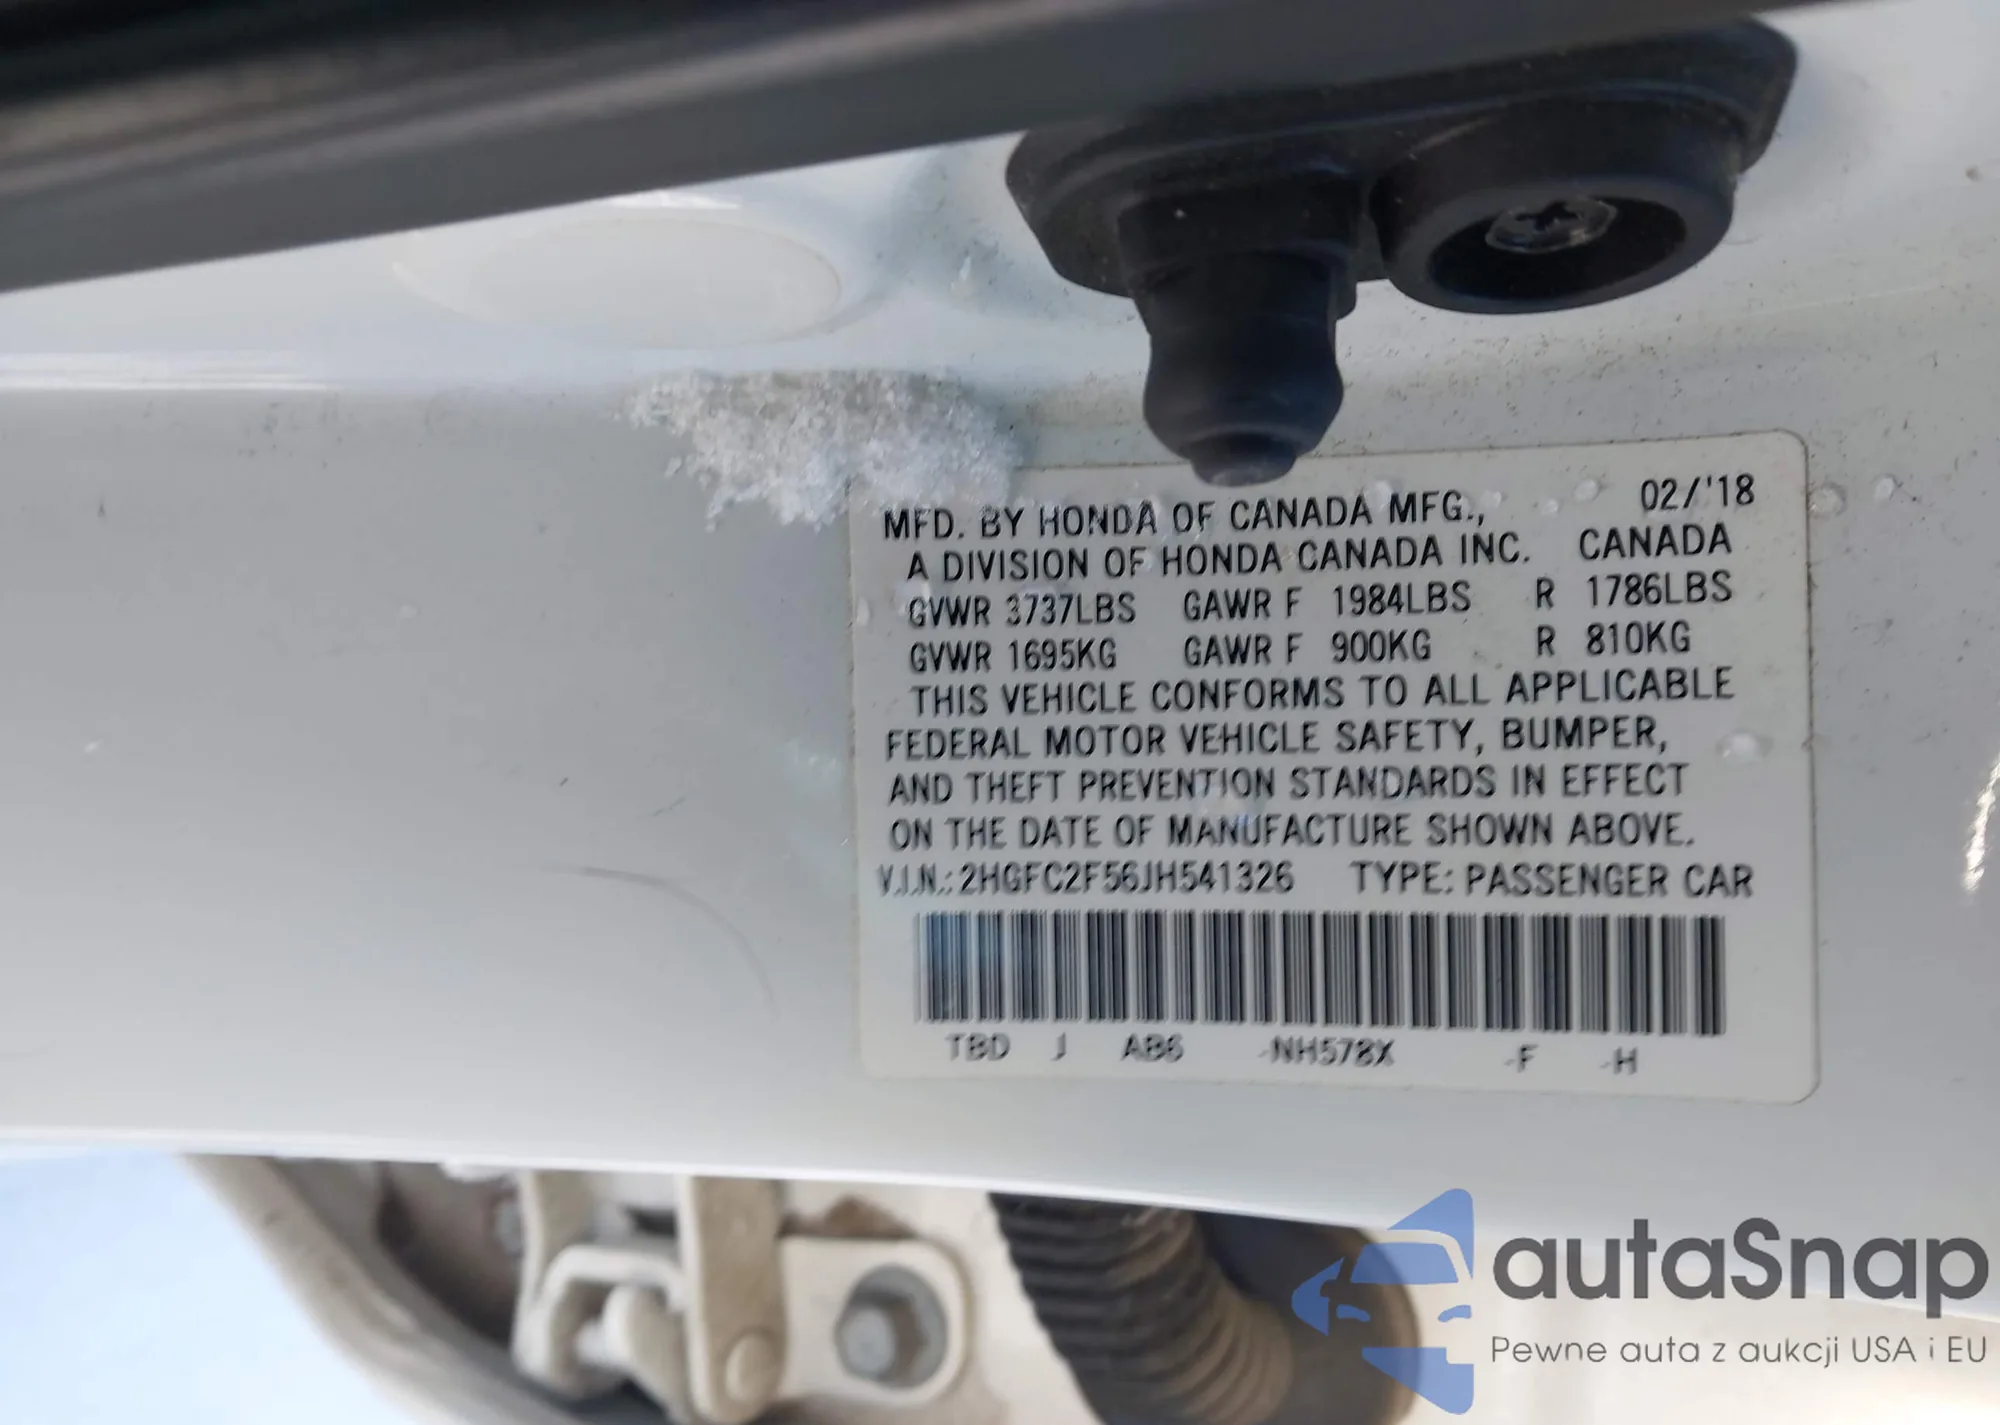 MFD. BY HONDA OF CANADA MFG., 02/'18
A DIVISION OF HONDA CANADA INC. CANADA
GVWR 3737LBS GAWR F 1984LBS R 1786LBS
GVWR 1695KG GAWR F 900KG R 810KG
THIS VEHICLE CONFORMS TO ALL APPLICABLE
FEDERAL MOTOR VEHICLE SAFETY, BUMPER,
AND THEFT PREVENTION STANDARDS IN EFFECT
ON THE DATE OF MANUFACTURE SHOWN ABOVE.
V.I.N.: 2HGFC2F56JH541326 TYPE: PASSENGER CAR
TBD J AB6 -NH578X -F -H
autaSnap
Pewne auta z aukcji USA i EU